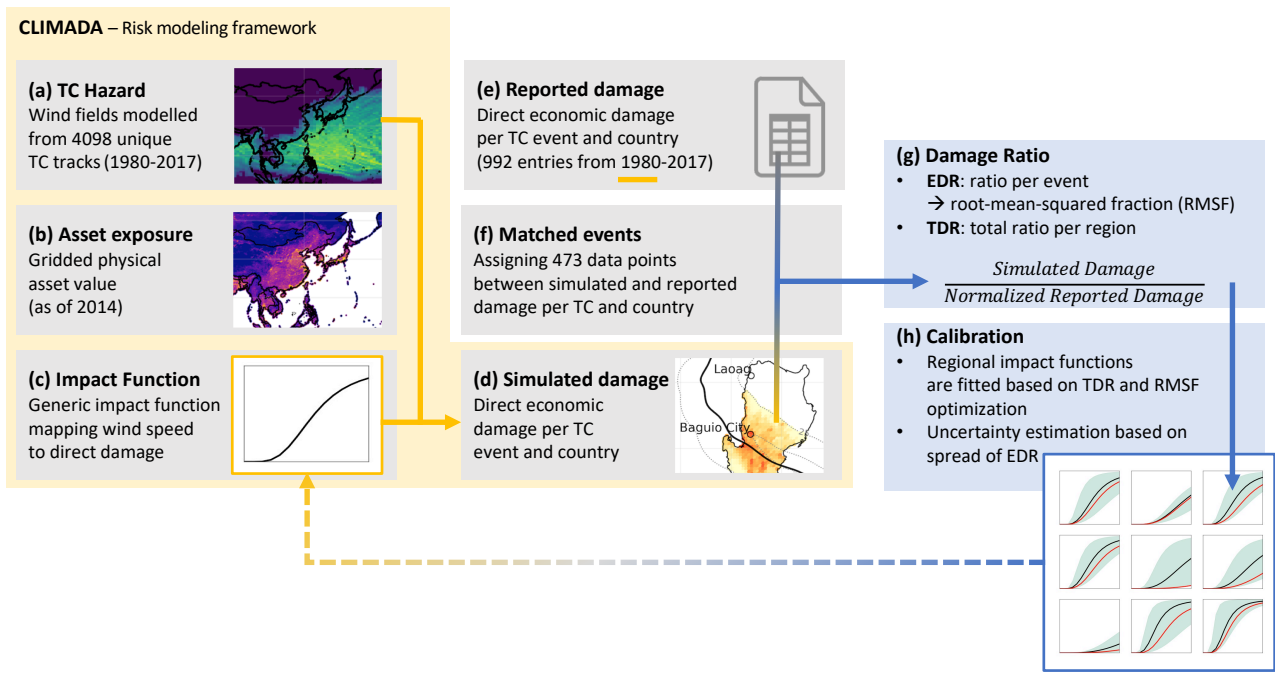 CLIMADA – Risk modeling framework
(a) TC Hazard
Wind fields modelled
from 4098 unique
TC tracks (1980-2017)
(b) Asset exposure
Gridded physical
asset value
(as of 2014)
(c) Impact Function
Generic impact function
mapping wind speed
to direct damage
(d) Simulated damage
Direct economic
damage per TC
event and country
Laoag
Baguio City
(e) Reported damage
Direct economic damage
per TC event and country
(992 entries from 1980-2017)
(f) Matched events
Assigning 473 data points
between simulated and reported
damage per TC and country
(g) Damage Ratio
• EDR: ratio per event
→ root-mean-squared fraction (RMSF)
• TDR: total ratio per region
Simulated Damage
Normalized Reported Damage
(h) Calibration
• Regional impact functions
are fitted based on TDR and RMSF
optimization
• Uncertainty estimation based on
spread of EDR